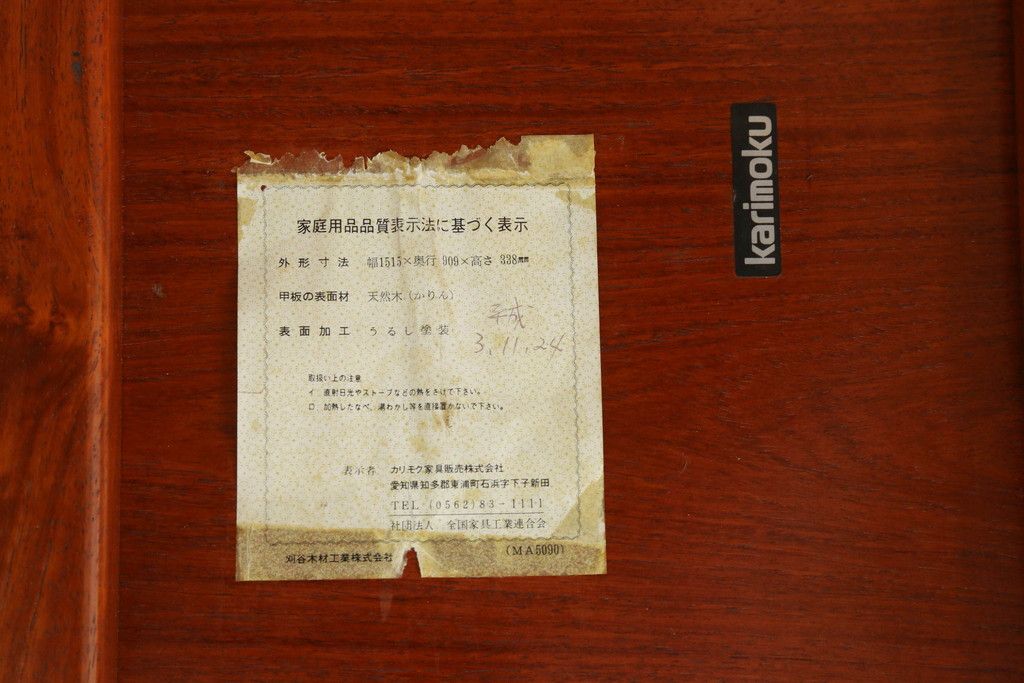 家庭用品品質表示法に基づく表示
外形寸法 幅1515×奥行 909×高さ 338㎜
甲板の表面材 天然木(かりん)
表面加工 うるし塗装
平成
3.11.24
取扱い上の注意
イ 直射日光やストーブなどの熱をさけて下さい。
ロ 加熱したなべ、湯わかし等を直接置かないで下さい。
表示者 カリモク家具販売株式会社
愛知県知多郡東浦町石浜字下子新田
TEL (0562)83-1111
社団法人 全国家具工業連合会
(MA5090)
刈谷木材工業株式会社
karimoku